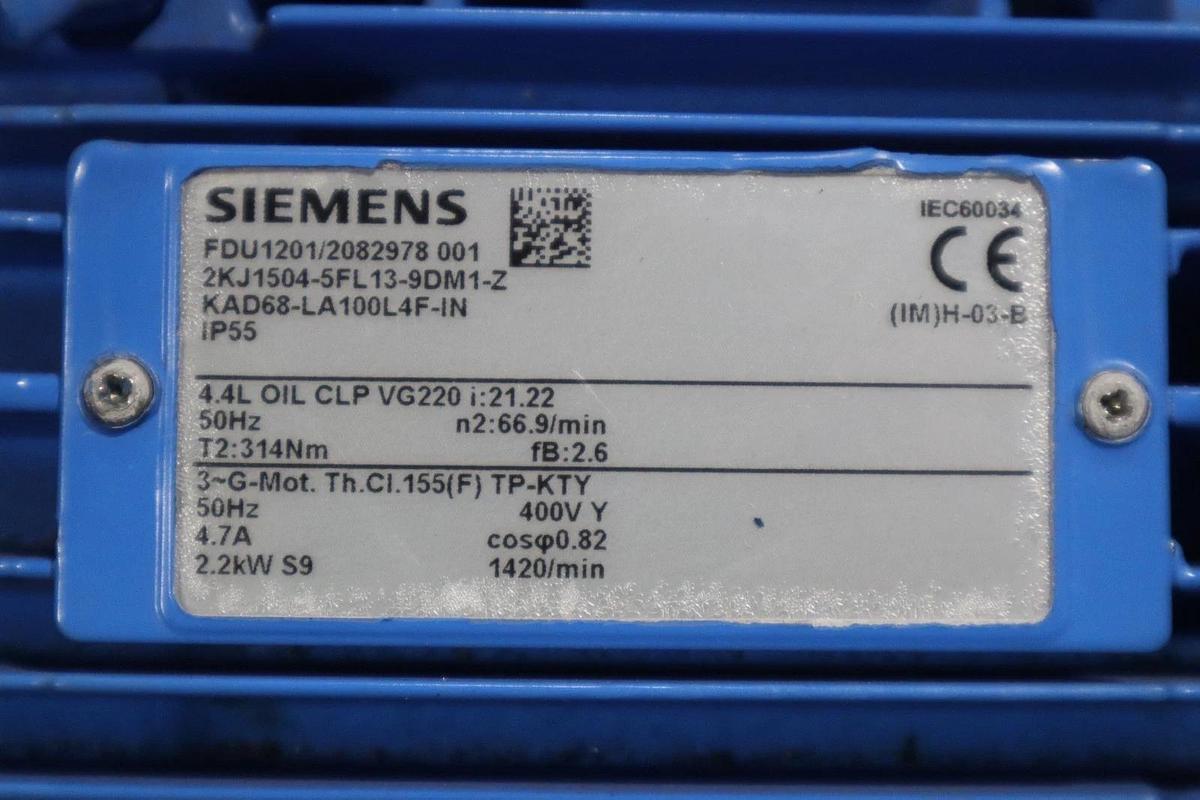 SIEMENS
IEC60034
FDU1201/2082978 001
CE
2KJ1504-5FL13-9DM1-Z
KAD68-LA100L4F-IN
(IM)H-03-B
IP55
4.4L OIL CLP VG220 i:21.22
50Hz n2:66.9/min
T2:314Nm fB:2.6
3~G-Mot. Th.Cl.155(F) TP-KTY
50Hz 400V Y
4.7A cosφ0.82
2.2kW S9 1420/min